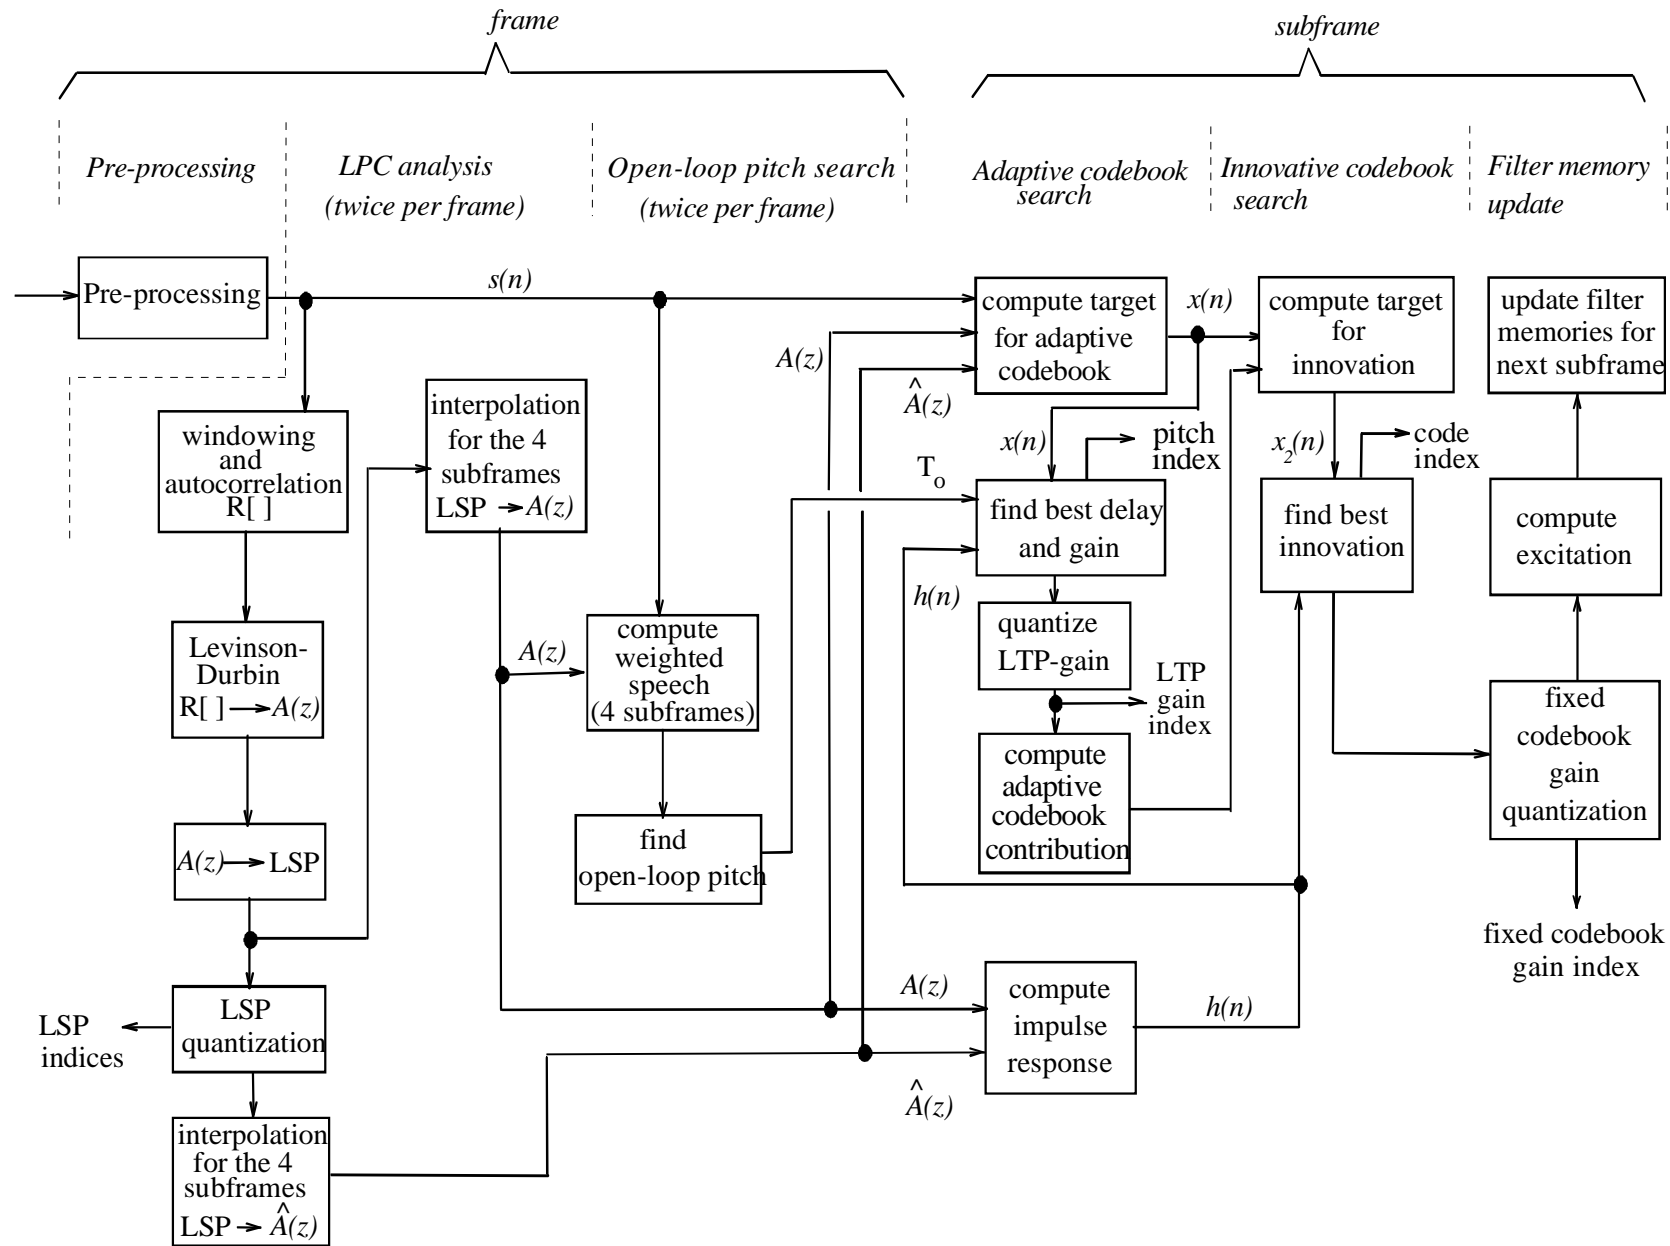 frame
subframe
Pre-processing
LPC analysis
(twice per frame)
Open-loop pitch search
(twice per frame)
Adaptive codebook
search
Innovative codebook
search
Filter memory
update
Pre-processing
s(n)
windowing
and
autocorrelation
R[ ]
Levinson-
Durbin
R[ ] → A(z)
A(z) → LSP
LSP
quantization
LSP
indices
interpolation
for the 4
subframes
LSP → Â(z)
interpolation
for the 4
subframes
LSP → A(z)
A(z)
compute
weighted
speech
(4 subframes)
find
open-loop pitch
A(z)
Â(z)
To
h(n)
compute target
for adaptive
codebook
x(n)
x(n)
pitch
index
find best delay
and gain
quantize
LTP-gain
LTP
gain
index
compute
adaptive
codebook
contribution
A(z)
Â(z)
compute
impulse
response
h(n)
compute target
for
innovation
x2(n)
code
index
find best
innovation
update filter
memories for
next subframe
compute
excitation
fixed
codebook
gain
quantization
fixed codebook
gain index